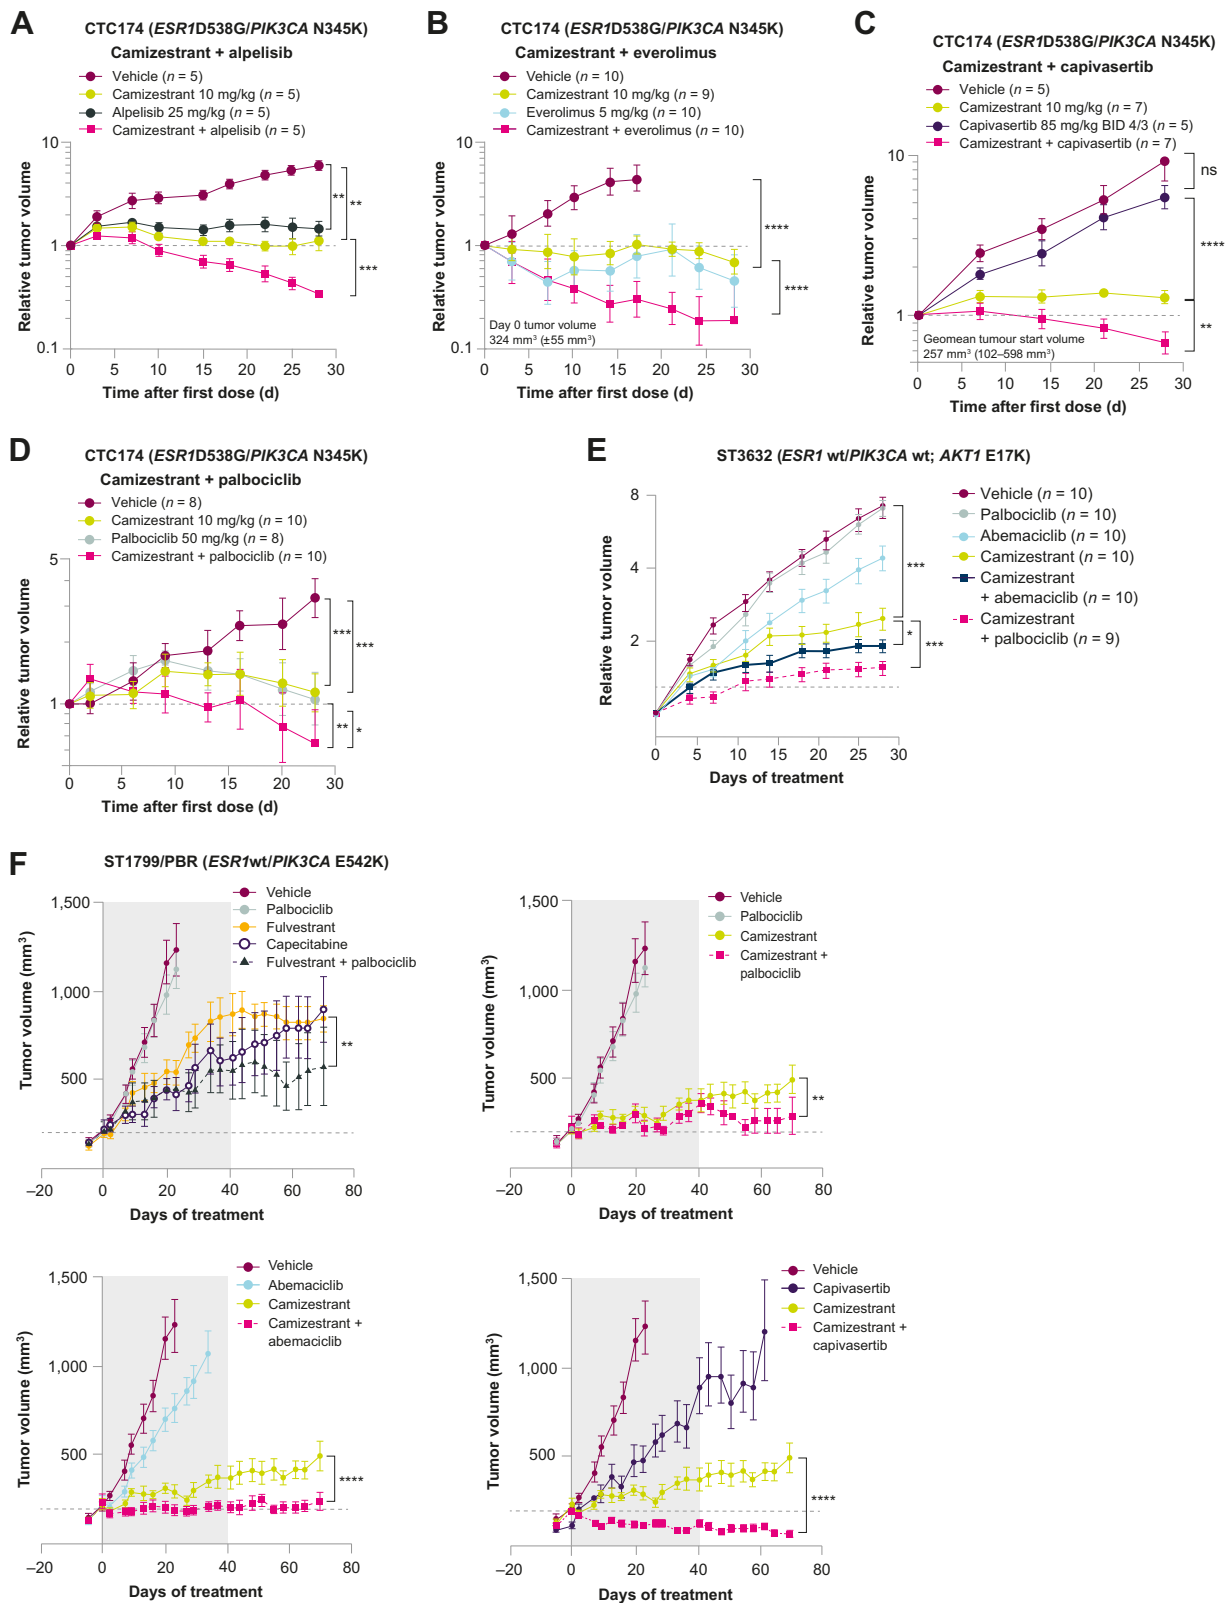 A
CTC174 (ESR1D538G/PIK3CA N345K)
Camizestrant + alpelisib
Vehicle (n = 5)
Camizestrant 10 mg/kg (n = 5)
Alpelisib 25 mg/kg (n = 5)
Camizestrant + alpelisib (n = 5)
Relative tumor volume
10
1
0.1
** **
***
0 5 10 15 20 25 30
Time after first dose (d)
B
CTC174 (ESR1D538G/PIK3CA N345K)
Camizestrant + everolimus
Vehicle (n = 10)
Camizestrant 10 mg/kg (n = 9)
Everolimus 5 mg/kg (n = 10)
Camizestrant + everolimus (n = 10)
Relative tumor volume
10
1
0.1
****
****
Day 0 tumor volume
324 mm³ (±55 mm³)
0 5 10 15 20 25 30
Time after first dose (d)
C
CTC174 (ESR1D538G/PIK3CA N345K)
Camizestrant + capivasertib
Vehicle (n = 5)
Camizestrant 10 mg/kg (n = 7)
Capivasertib 85 mg/kg BID 4/3 (n = 5)
Camizestrant + capivasertib (n = 7)
Relative tumor volume
10
1
ns
****
**
Geomean tumour start volume
257 mm³ (102–598 mm³)
0 5 10 15 20 25 30
Time after first dose (d)
D
CTC174 (ESR1D538G/PIK3CA N345K)
Camizestrant + palbociclib
Vehicle (n = 8)
Camizestrant 10 mg/kg (n = 10)
Palbociclib 50 mg/kg (n = 8)
Camizestrant + palbociclib (n = 10)
Relative tumor volume
5
1
*** ***
** *
0 5 10 15 20 25 30
Time after first dose (d)
E
ST3632 (ESR1 wt/PIK3CA wt; AKT1 E17K)
Vehicle (n = 10)
Palbociclib (n = 10)
Abemaciclib (n = 10)
Camizestrant (n = 10)
Camizestrant
+ abemaciclib (n = 10)
Camizestrant
+ palbociclib (n = 9)
Relative tumor volume
8
4
2
***
* ***
0 5 10 15 20 25 30
Days of treatment
F
ST1799/PBR (ESR1wt/PIK3CA E542K)
Vehicle
Palbociclib
Fulvestrant
Capecitabine
Fulvestrant + palbociclib
Tumor volume (mm³)
1,500
1,000
500
**
–20 0 20 40 60 80
Days of treatment
Vehicle
Palbociclib
Camizestrant
Camizestrant +
palbociclib
Tumor volume (mm³)
1,500
1,000
500
**
–20 0 20 40 60 80
Days of treatment
Vehicle
Abemaciclib
Camizestrant
Camizestrant +
abemaciclib
Tumor volume (mm³)
1,500
1,000
500
****
–20 0 20 40 60 80
Days of treatment
Vehicle
Capivasertib
Camizestrant
Camizestrant +
capivasertib
Tumor volume (mm³)
1,500
1,000
500
****
–20 0 20 40 60 80
Days of treatment